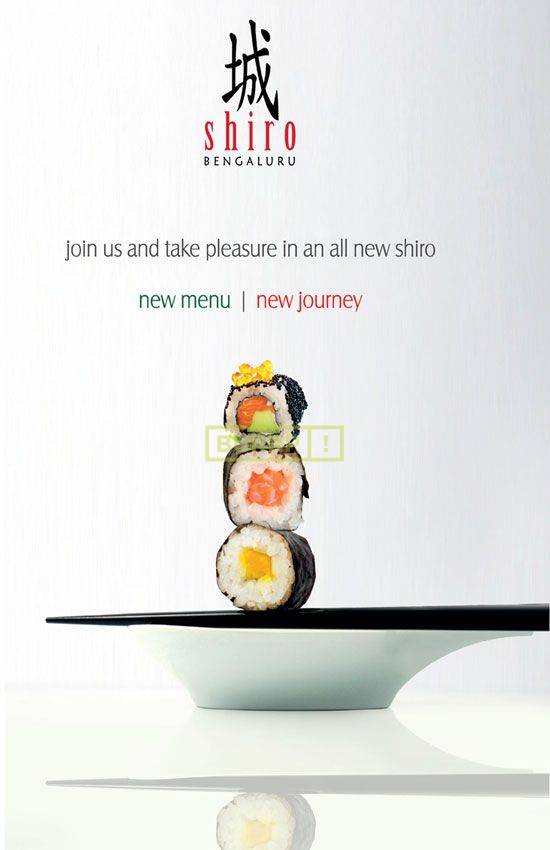 城
shiro
BENGALURU
join us and take pleasure in an all new shiro
new menu | new journey